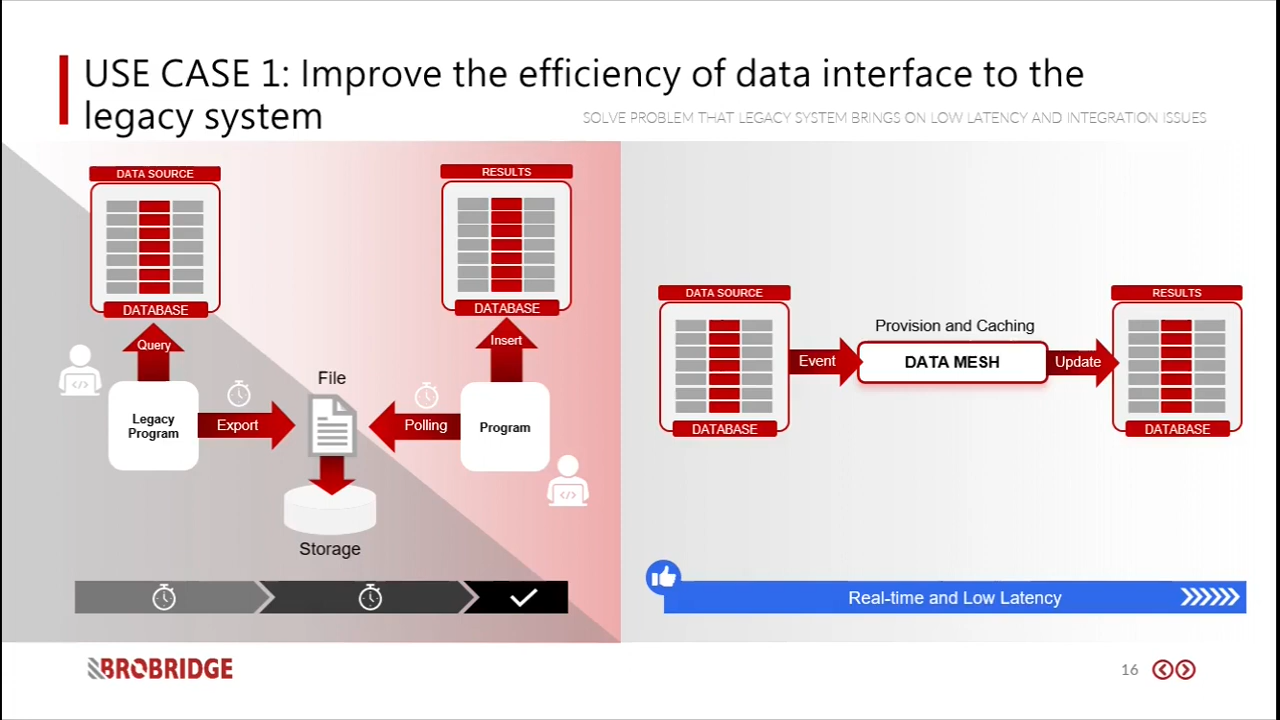 USE CASE 1: Improve the efficiency of data interface to the
legacy system
SOLVE PROBLEM THAT LEGACY SYSTEM BRINGS ON LOW LATENCY AND INTEGRATION ISSUES
DATA SOURCE
DATABASE
Query
Legacy
Program
Export
File
Storage
RESULTS
DATABASE
Insert
Polling
Program
DATA SOURCE
DATABASE
Event
Provision and Caching
DATA MESH
Update
RESULTS
DATABASE
Real-time and Low Latency
BROBRIDGE
16